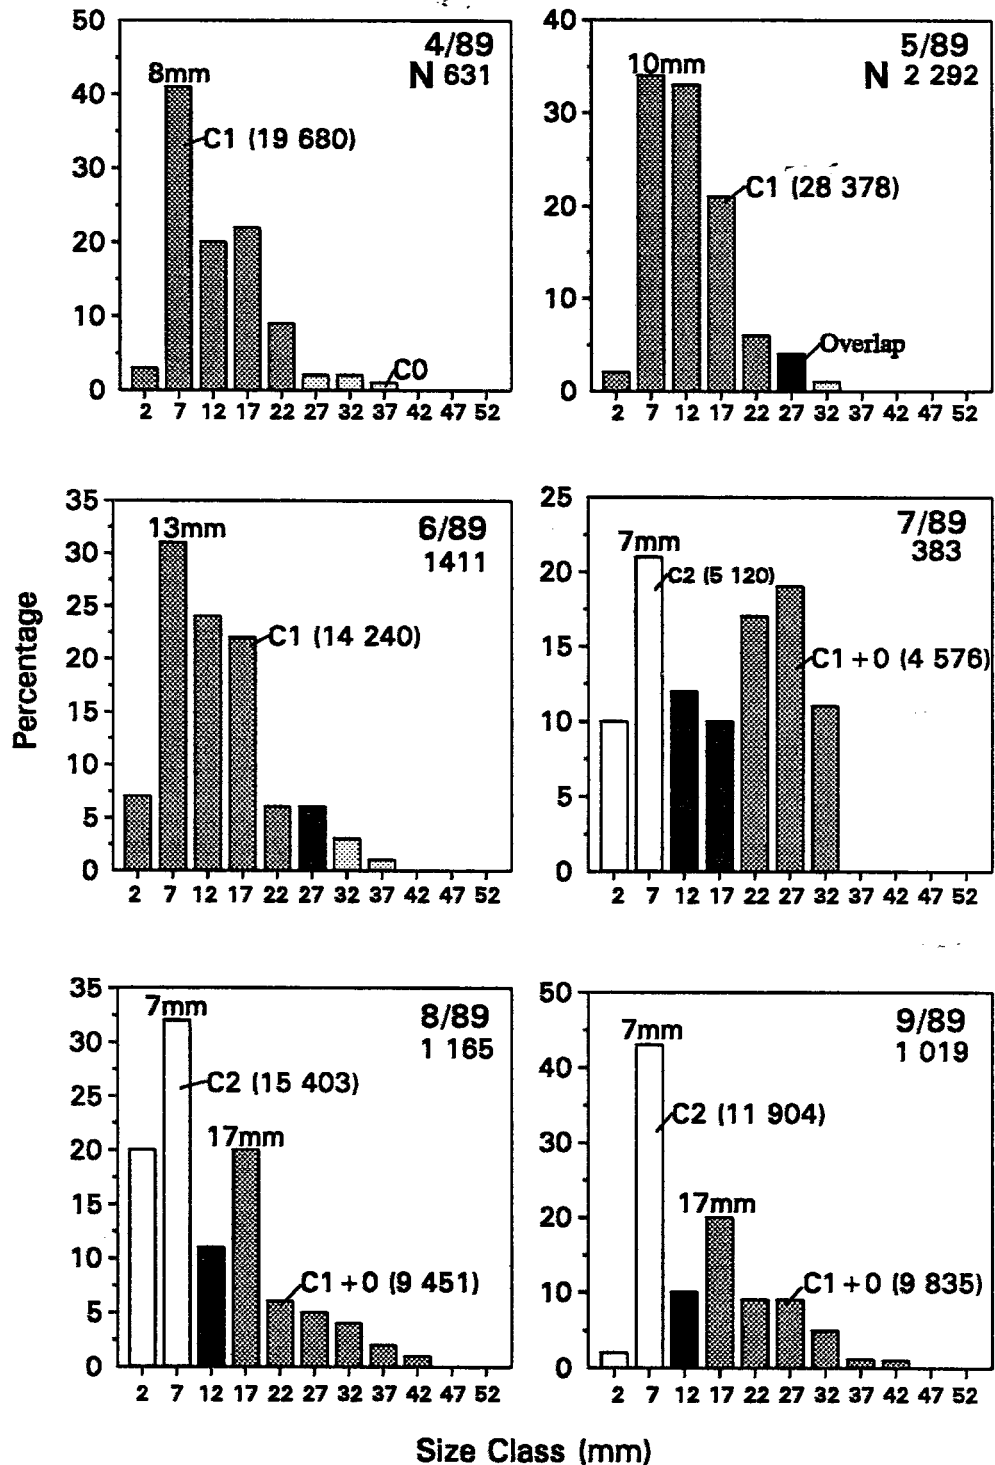 50
40
30
20
10
0
8mm
4/89
N 631
C1 (19 680)
C0
2 7 12 17 22 27 32 37 42 47 52
40
30
20
10
0
10mm
5/89
N 2 292
C1 (28 378)
Overlap
2 7 12 17 22 27 32 37 42 47 52
Percentage
35
30
25
20
15
10
5
0
13mm
6/89
1411
C1 (14 240)
2 7 12 17 22 27 32 37 42 47 52
25
20
15
10
5
0
7mm
7/89
383
C2 (5 120)
C1+0 (4 576)
2 7 12 17 22 27 32 37 42 47 52
35
30
25
20
15
10
5
0
7mm
8/89
1 165
C2 (15 403)
17mm
C1+0 (9 451)
2 7 12 17 22 27 32 37 42 47 52
50
40
30
20
10
0
7mm
9/89
1 019
C2 (11 904)
17mm
C1+0 (9 835)
2 7 12 17 22 27 32 37 42 47 52
Size Class (mm)